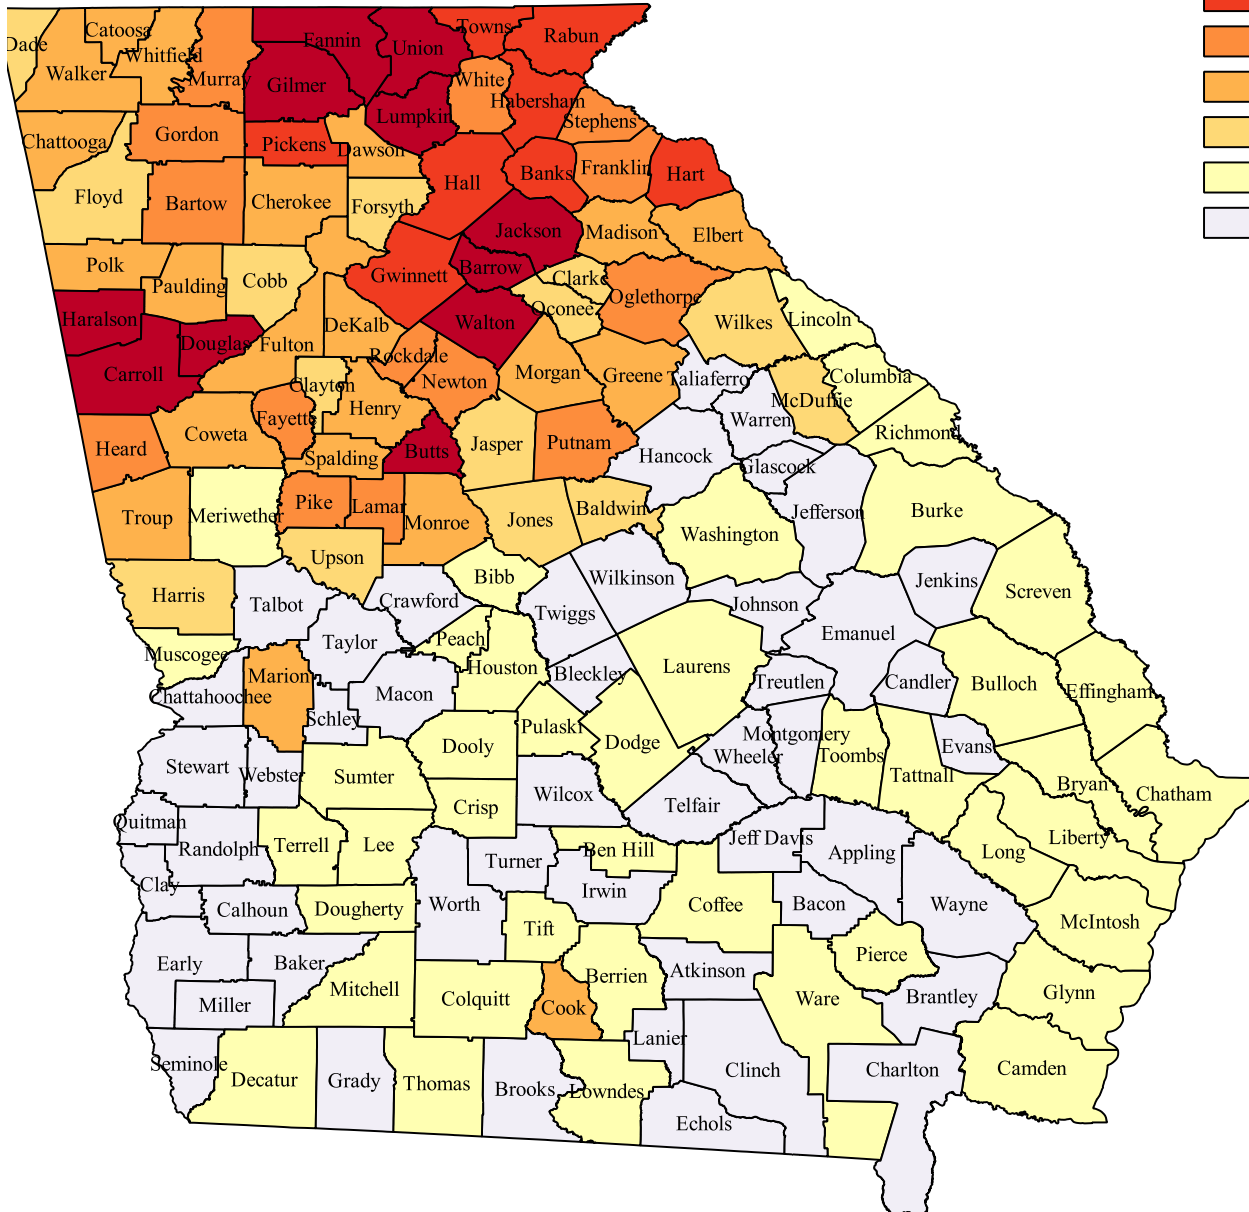 Towns
Rabun
Catoosa
Fannin
Union
Dade
Whitfield
Walker
Murray
Gilmer
White
Habersham
Lumpkin
Stephens
Gordon
Chattooga
Pickens
Dawson
Franklin
Banks
Hart
Hall
Floyd
Bartow
Cherokee
Forsyth
Jackson
Madison
Elbert
Polk
Barrow
Gwinnett
Clarke
Cobb
Paulding
Oglethorpe
Oconee
Haralson
Walton
Wilkes
Lincoln
DeKalb
Douglas
Fulton
Rockdale
Carroll
Morgan
Greene
Taliaferro
Columbia
Clayton
Newton
McDuffie
Henry
Fayette
Warren
Coweta
Richmond
Heard
Jasper
Putnam
Butts
Spalding
Hancock
Glascock
Pike
Lamar
Baldwin
Troup
Meriwether
Monroe
Jones
Jefferson
Burke
Washington
Upson
Bibb
Wilkinson
Jenkins
Harris
Screven
Talbot
Crawford
Johnson
Twiggs
Emanuel
Taylor
Peach
Muscogee
Houston
Laurens
Marion
Bleckley
Treutlen
Candler
Bulloch
Chattahoochee
Macon
Effingham
Schley
Pulaski
Montgomery
Dooly
Dodge
Evans
Wheeler
Toombs
Stewart
Webster
Sumter
Tattnall
Bryan
Wilcox
Chatham
Crisp
Telfair
Quitman
Jeff Davis
Liberty
Terrell
Lee
Randolph
Ben Hill
Appling
Long
Turner
Clay
Irwin
Calhoun
Dougherty
Worth
Coffee
Bacon
Wayne
McIntosh
Tift
Pierce
Early
Baker
Atkinson
Berrien
Mitchell
Glynn
Colquitt
Ware
Brantley
Miller
Cook
Lanier
Seminole
Clinch
Charlton
Camden
Decatur
Grady
Thomas
Brooks
Lowndes
Echols